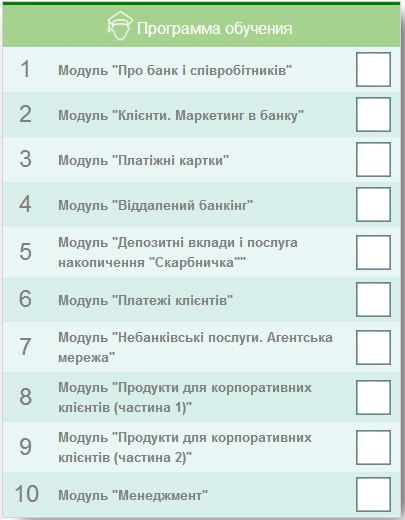 Программа обучения
1 Модуль "Про банк і співробітників"
2 Модуль "Клієнти. Маркетинг в банку"
3 Модуль "Платіжні картки"
4 Модуль "Віддалений банкінг"
5 Модуль "Депозитні вклади і послуга
накопичення "Скарбничка""
6 Модуль "Платежі клієнтів"
7 Модуль "Небанківські послуги. Агентська
мережа"
8 Модуль "Продукти для корпоративних
клієнтів (частина 1)"
9 Модуль "Продукти для корпоративних
клієнтів (частина 2)"
10 Модуль "Менеджмент"